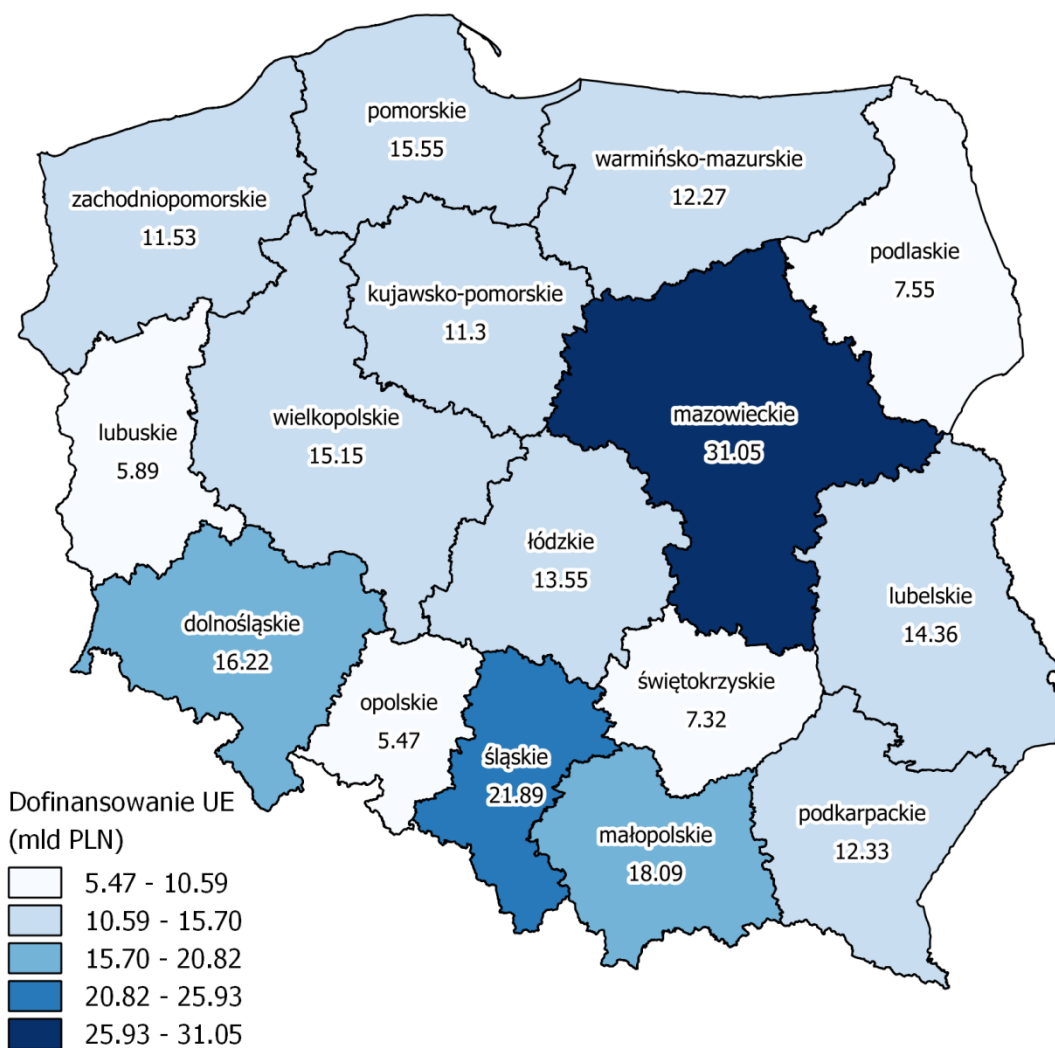 pomorskie
15.55
warmińsko-mazurskie
12.27
zachodniopomorskie
11.53
podlaskie
7.55
kujawsko-pomorskie
11.3
mazowieckie
31.05
wielkopolskie
15.15
lubuskie
5.89
łódzkie
13.55
lubelskie
14.36
dolnośląskie
16.22
świętokrzyskie
7.32
opolskie
5.47
śląskie
21.89
podkarpackie
12.33
małopolskie
18.09
Dofinansowanie UE
(mld PLN)
5.47 - 10.59
10.59 - 15.70
15.70 - 20.82
20.82 - 25.93
25.93 - 31.05